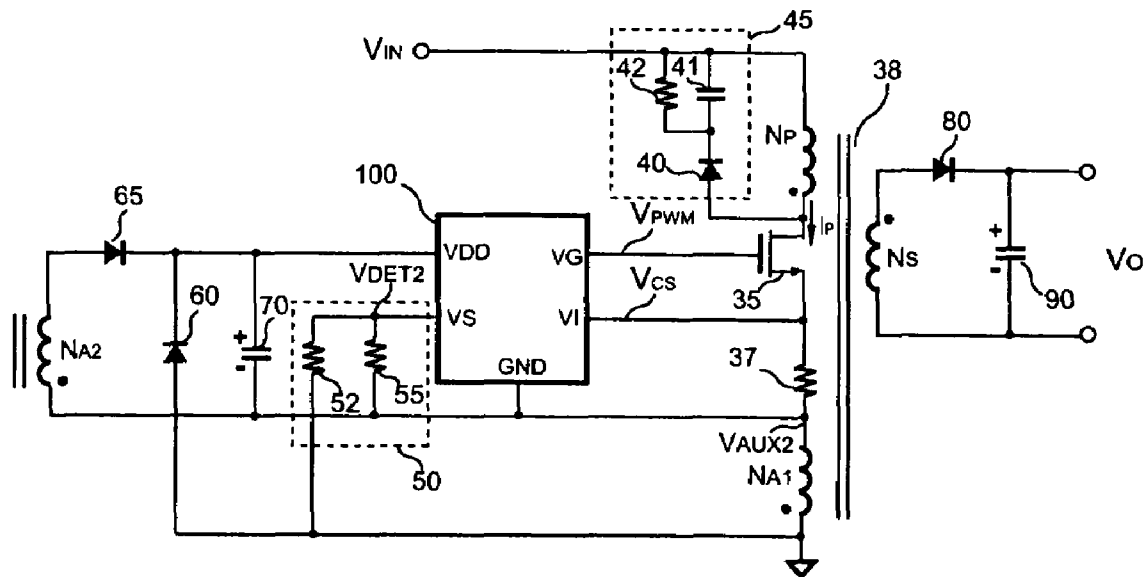 45
VIN
42
41
38
NP
80
40
100
65
VPWM
IP
VDD
VG
NS
VO
VDET2
60
70
+
-
VS
VCS
35
+
-
90
VI
NA2
GND
37
52
55
VAUX2
50
NA1